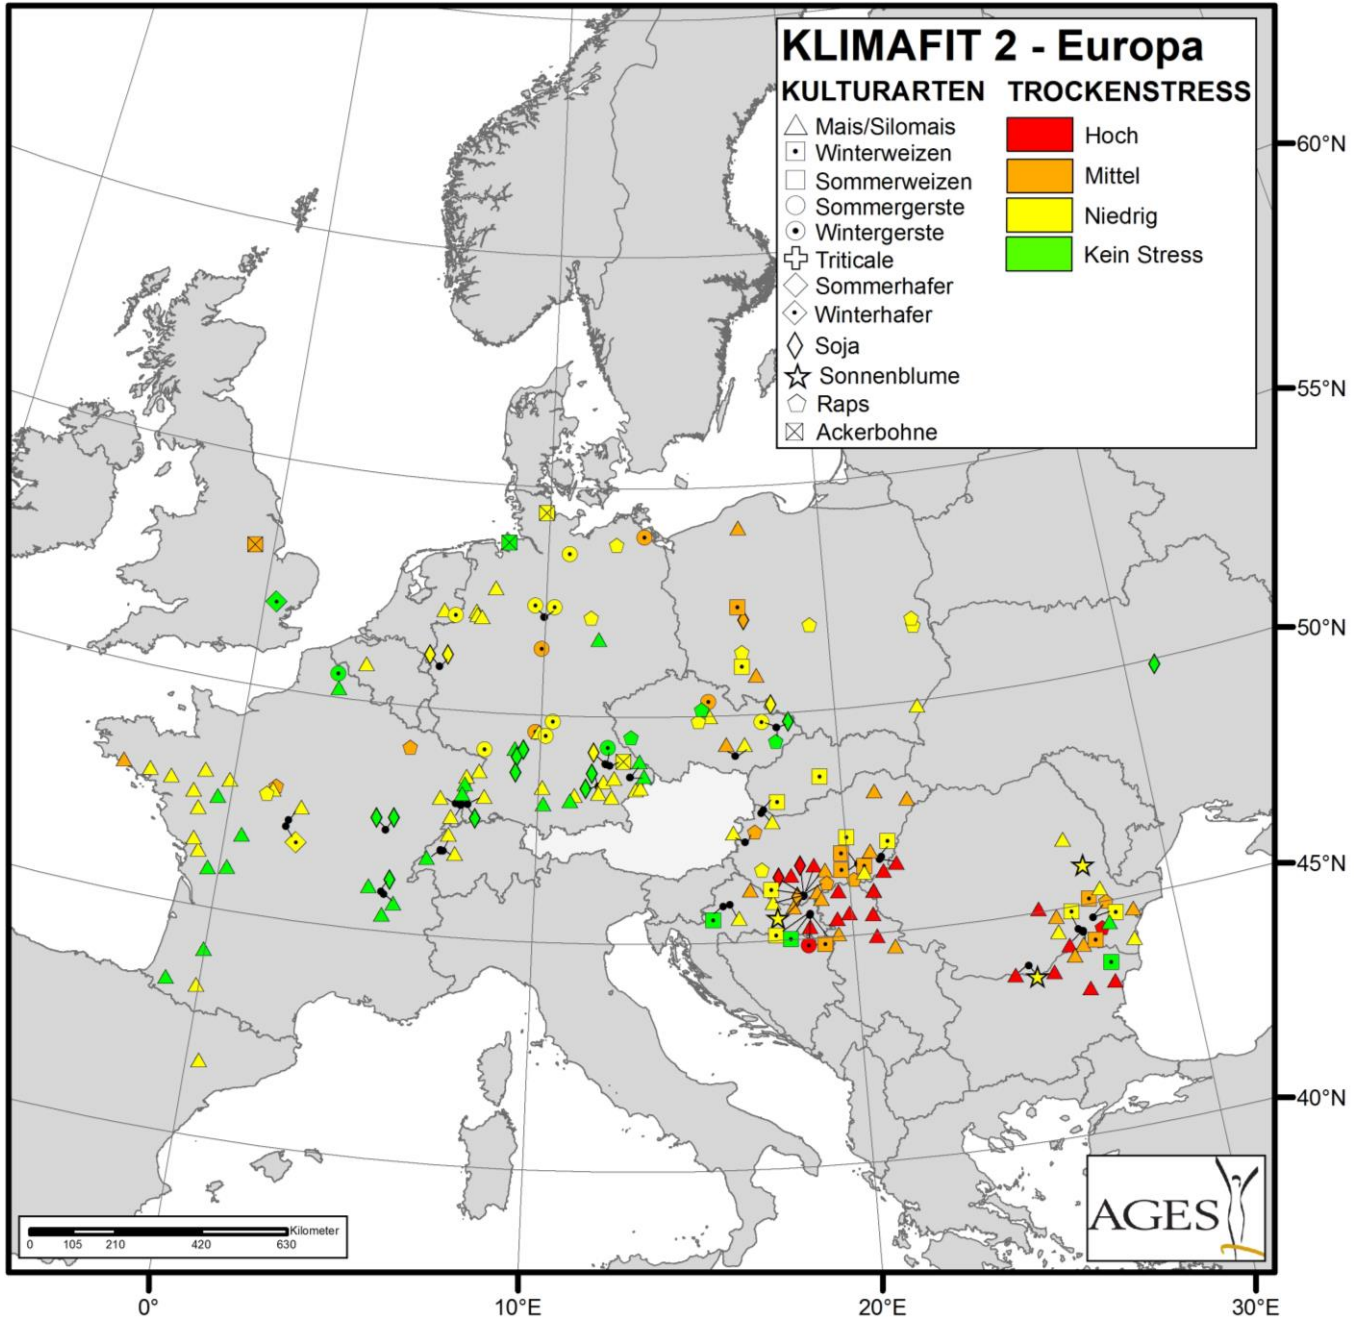 KLIMAFIT 2 - Europa
KULTURARTEN
Mais/Silomais
Winterweizen
Sommerweizen
Sommergerste
Wintergerste
Triticale
Sommerhafer
Winterhafer
Soja
Sonnenblume
Raps
Ackerbohne
TROCKENSTRESS
Hoch
Mittel
Niedrig
Kein Stress
60°N
55°N
50°N
45°N
40°N
AGES
Kilometer
0 105 210 420 630
0° 10°E 20°E 30°E